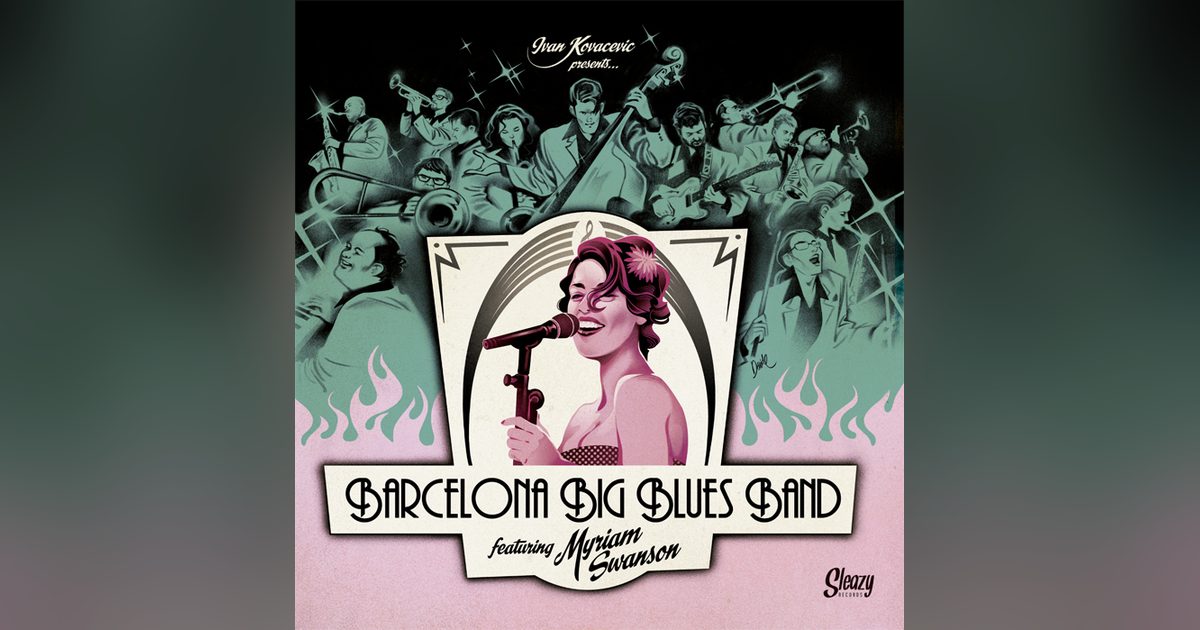 Ivan Kovacevic
presents...
BARCELONA BIG BLUES BAND
featuring Myriam
Swanson
Sleazy
RECORDS